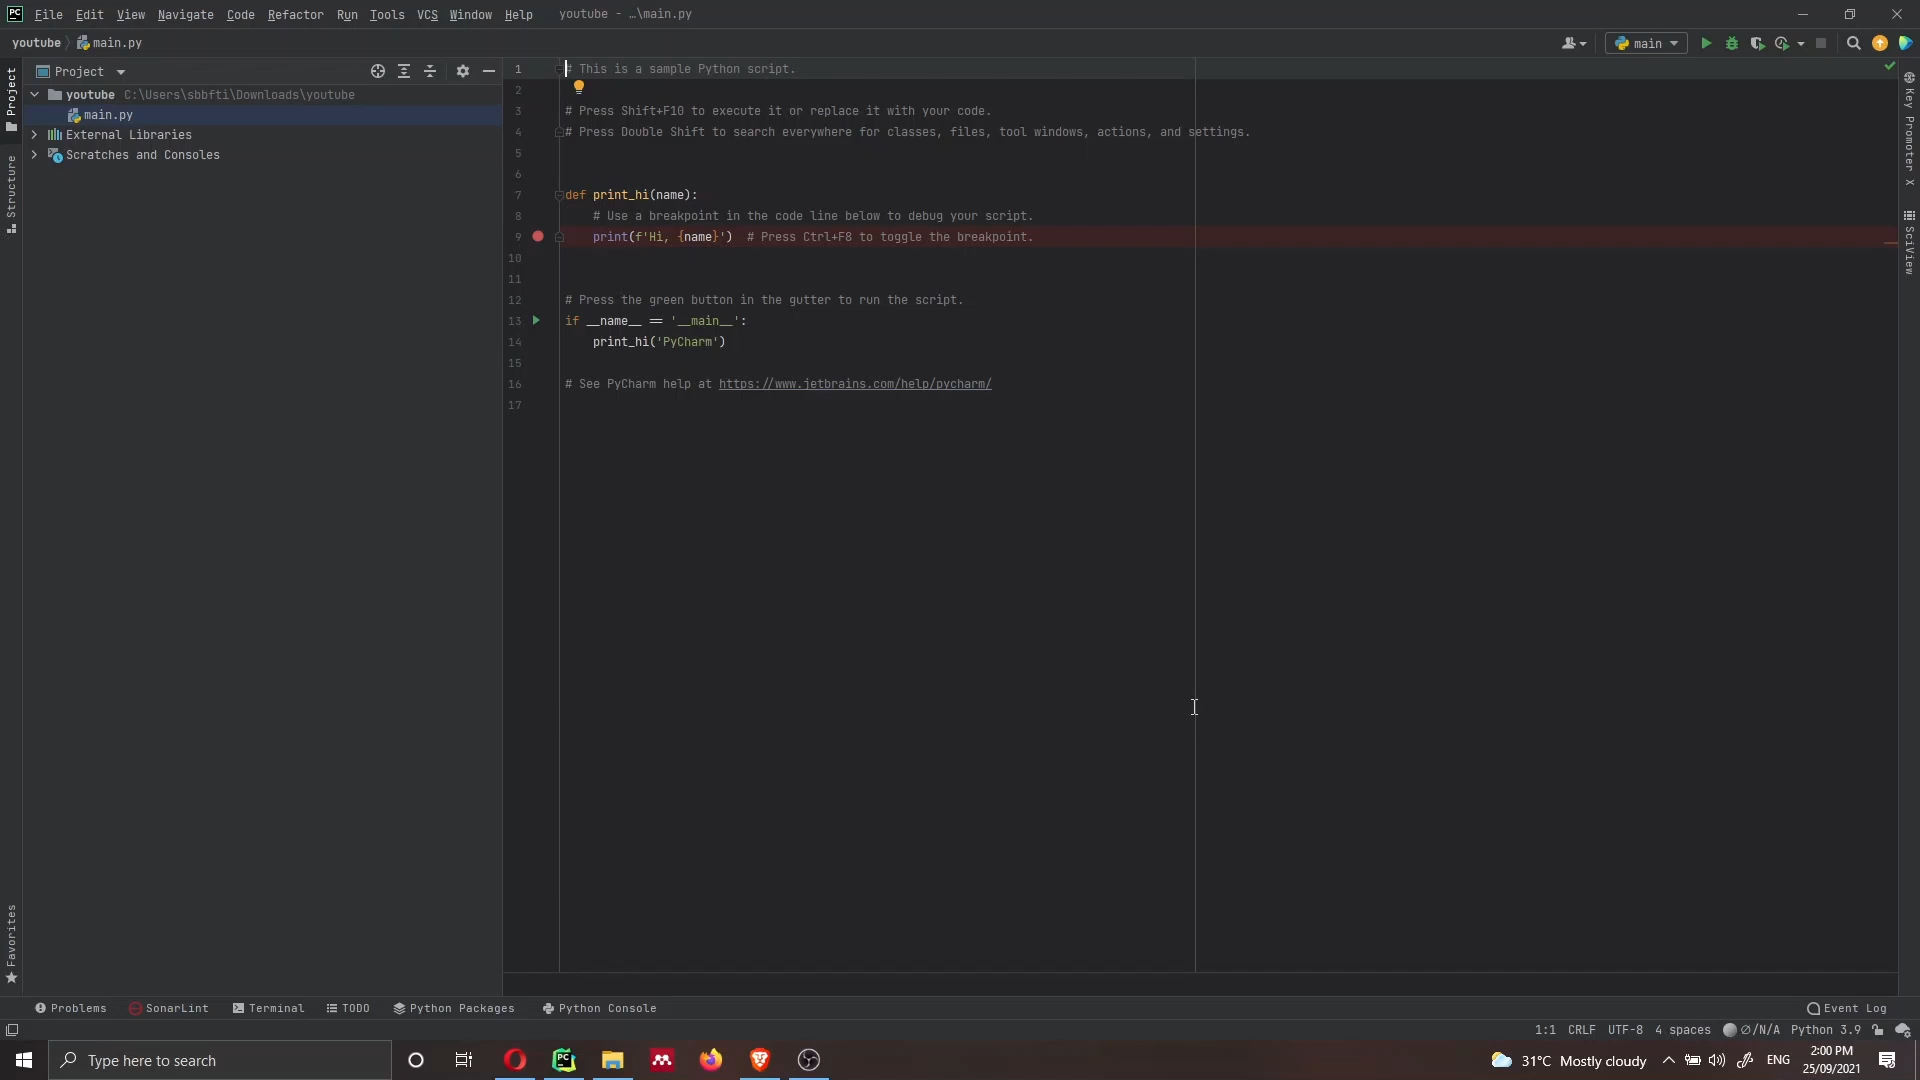 PC File Edit View Navigate Code Refactor Run Tools VCS Window Help youtube - …\main.py
youtube main.py main
Project
youtube C:\Users\sbbfti\Downloads\youtube
main.py
External Libraries
Scratches and Consoles
Project
Structure
Favorites
1 # This is a sample Python script.
2
3 # Press Shift+F10 to execute it or replace it with your code.
4 # Press Double Shift to search everywhere for classes, files, tool windows, actions, and settings.
5
6
7 def print_hi(name):
8 # Use a breakpoint in the code line below to debug your script.
9 print(f'Hi, {name}') # Press Ctrl+F8 to toggle the breakpoint.
10
11
12 # Press the green button in the gutter to run the script.
13 if __name__ == '__main__':
14 print_hi('PyCharm')
15
16 # See PyCharm help at https://www.jetbrains.com/help/pycharm/
17
Key Promoter X
SciView
Problems SonarLint Terminal TODO Python Packages Python Console Event Log
1:1 CRLF UTF-8 4 spaces ∅/N/A Python 3.9
Type here to search PC 31°C Mostly cloudy ENG 2:00 PM
25/09/2021